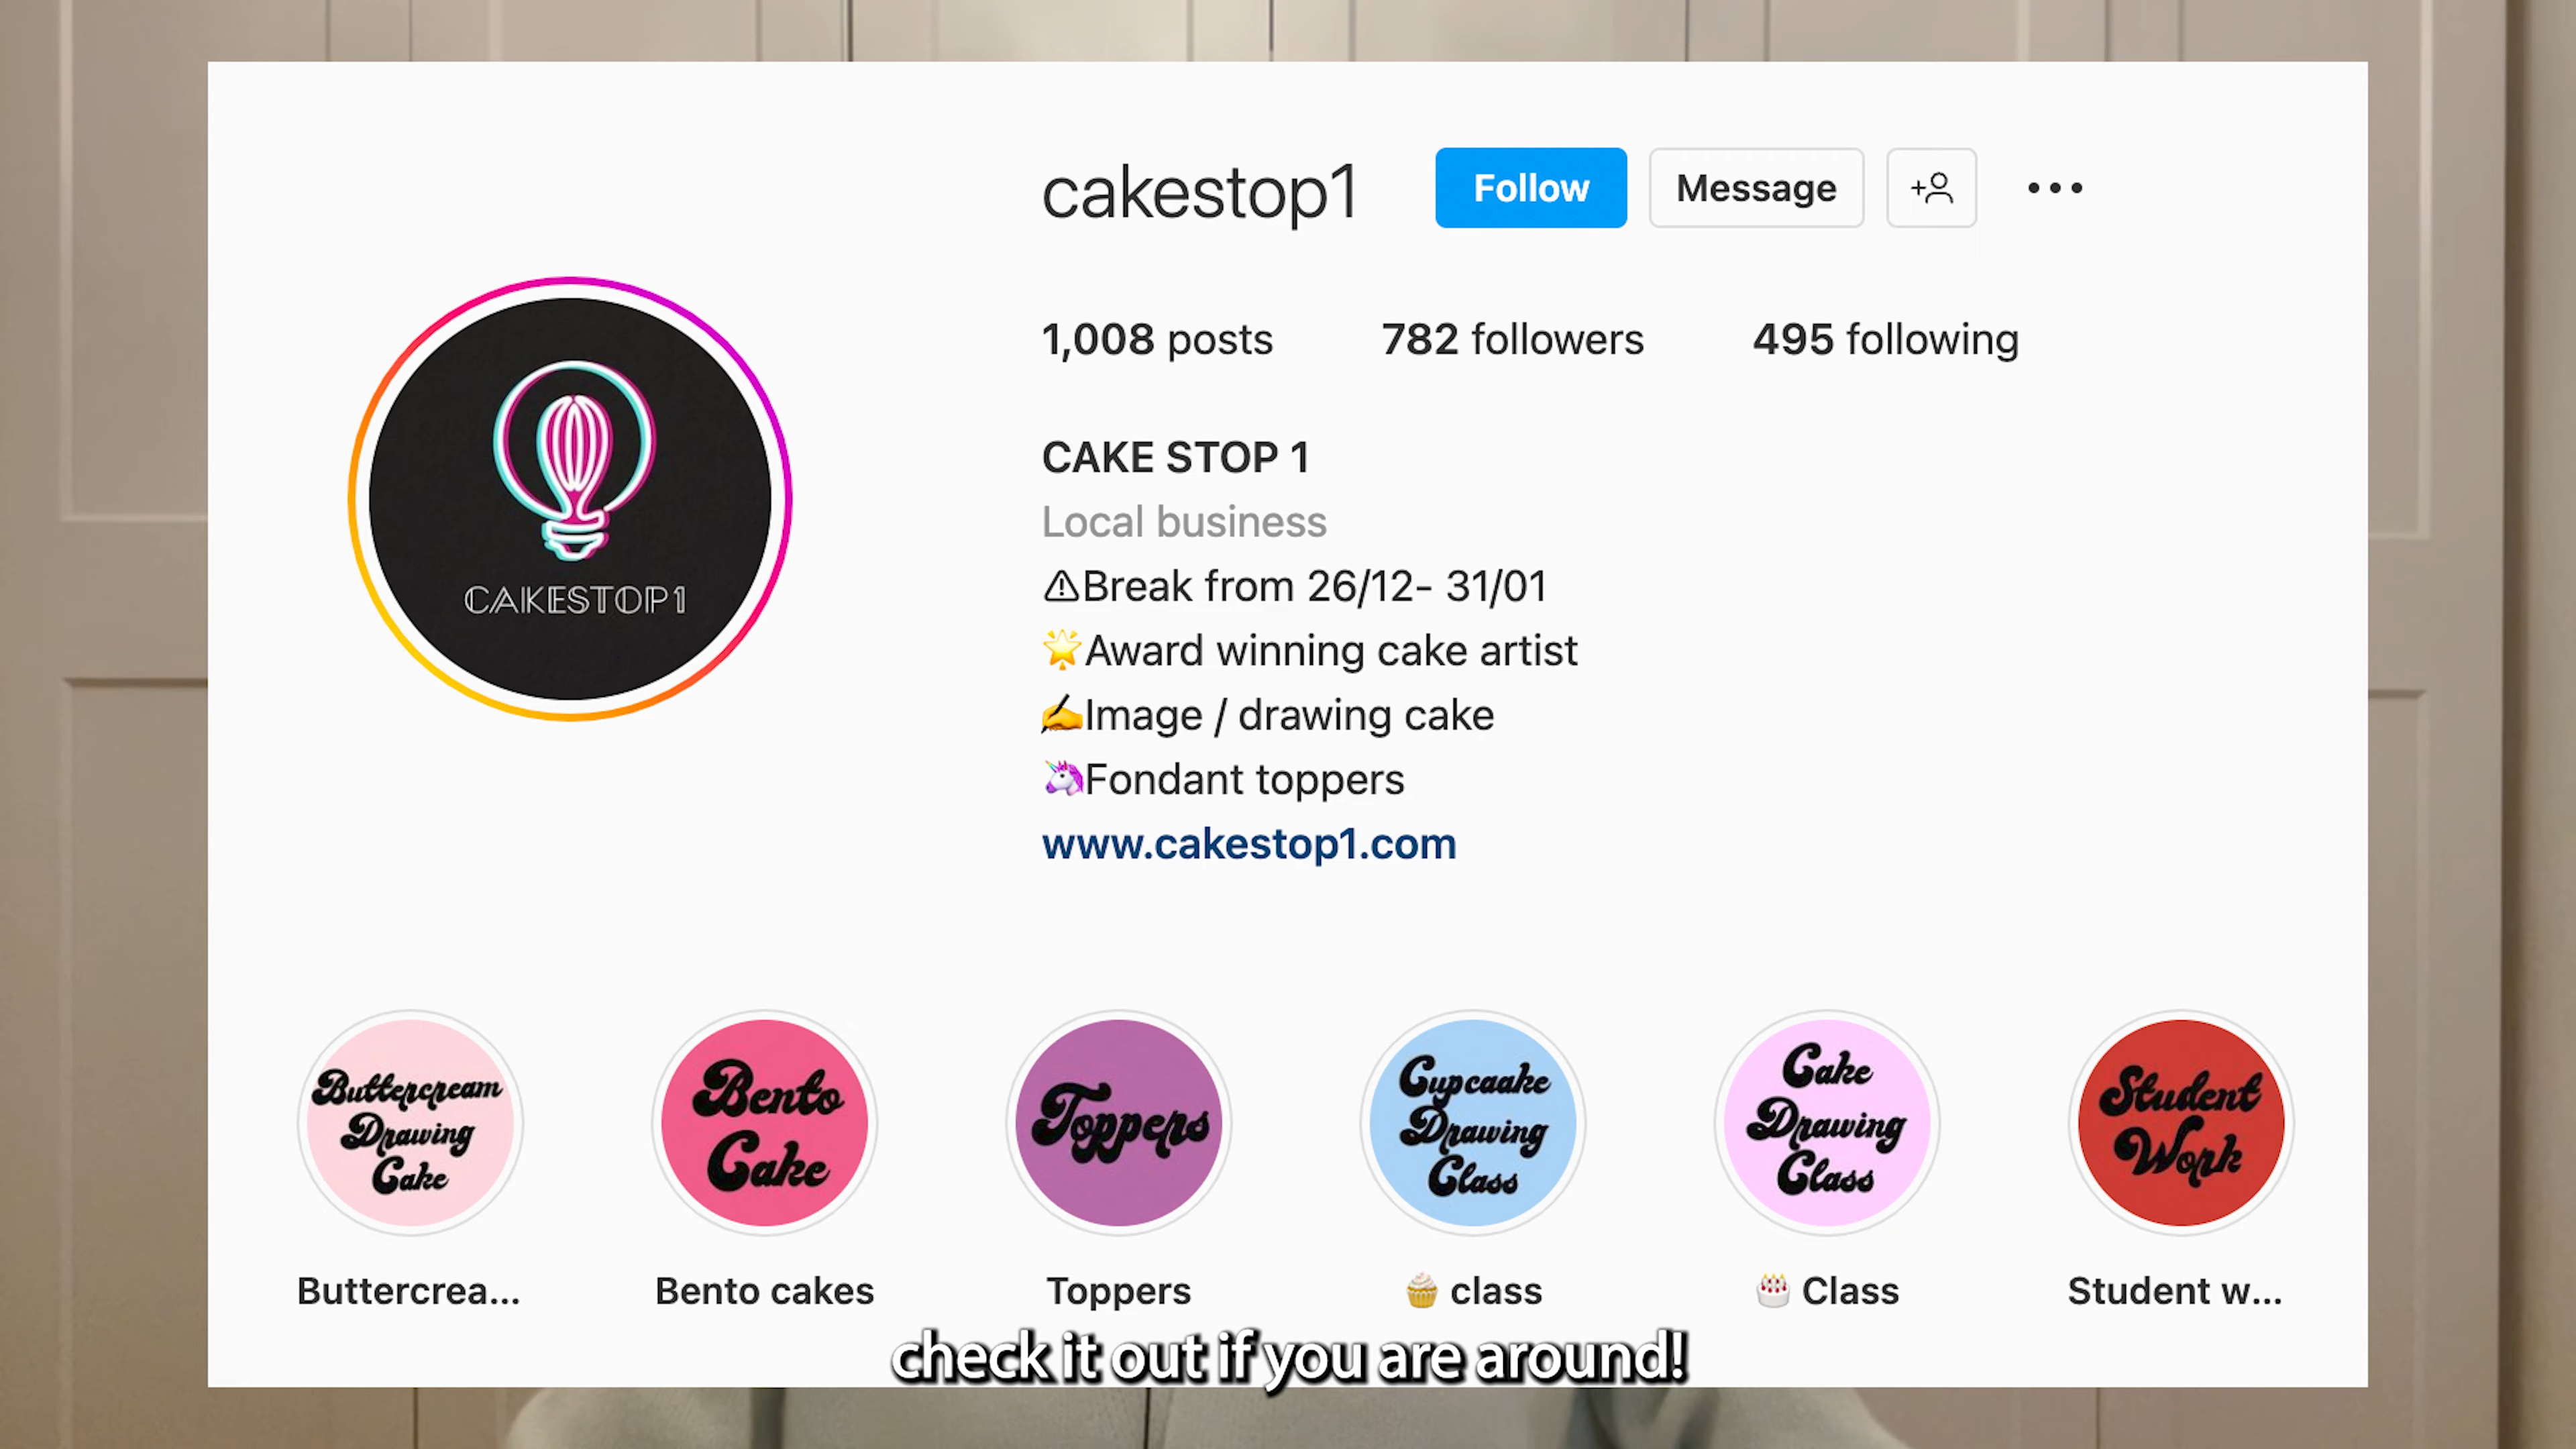 cakestop1 Follow Message
1,008 posts 782 followers 495 following
CAKESTOP1
CAKE STOP 1
Local business
⚠Break from 26/12- 31/01
🌟Award winning cake artist
✍Image / drawing cake
🦄Fondant toppers
www.cakestop1.com
Buttercream
Drawing
Cake
Bento
Cake
Toppers
Cupcaake
Drawing
Class
Cake
Drawing
Class
Student
Work
Buttercrea... Bento cakes Toppers 🧁 class 🎂 Class Student w...
check it out if you are around!